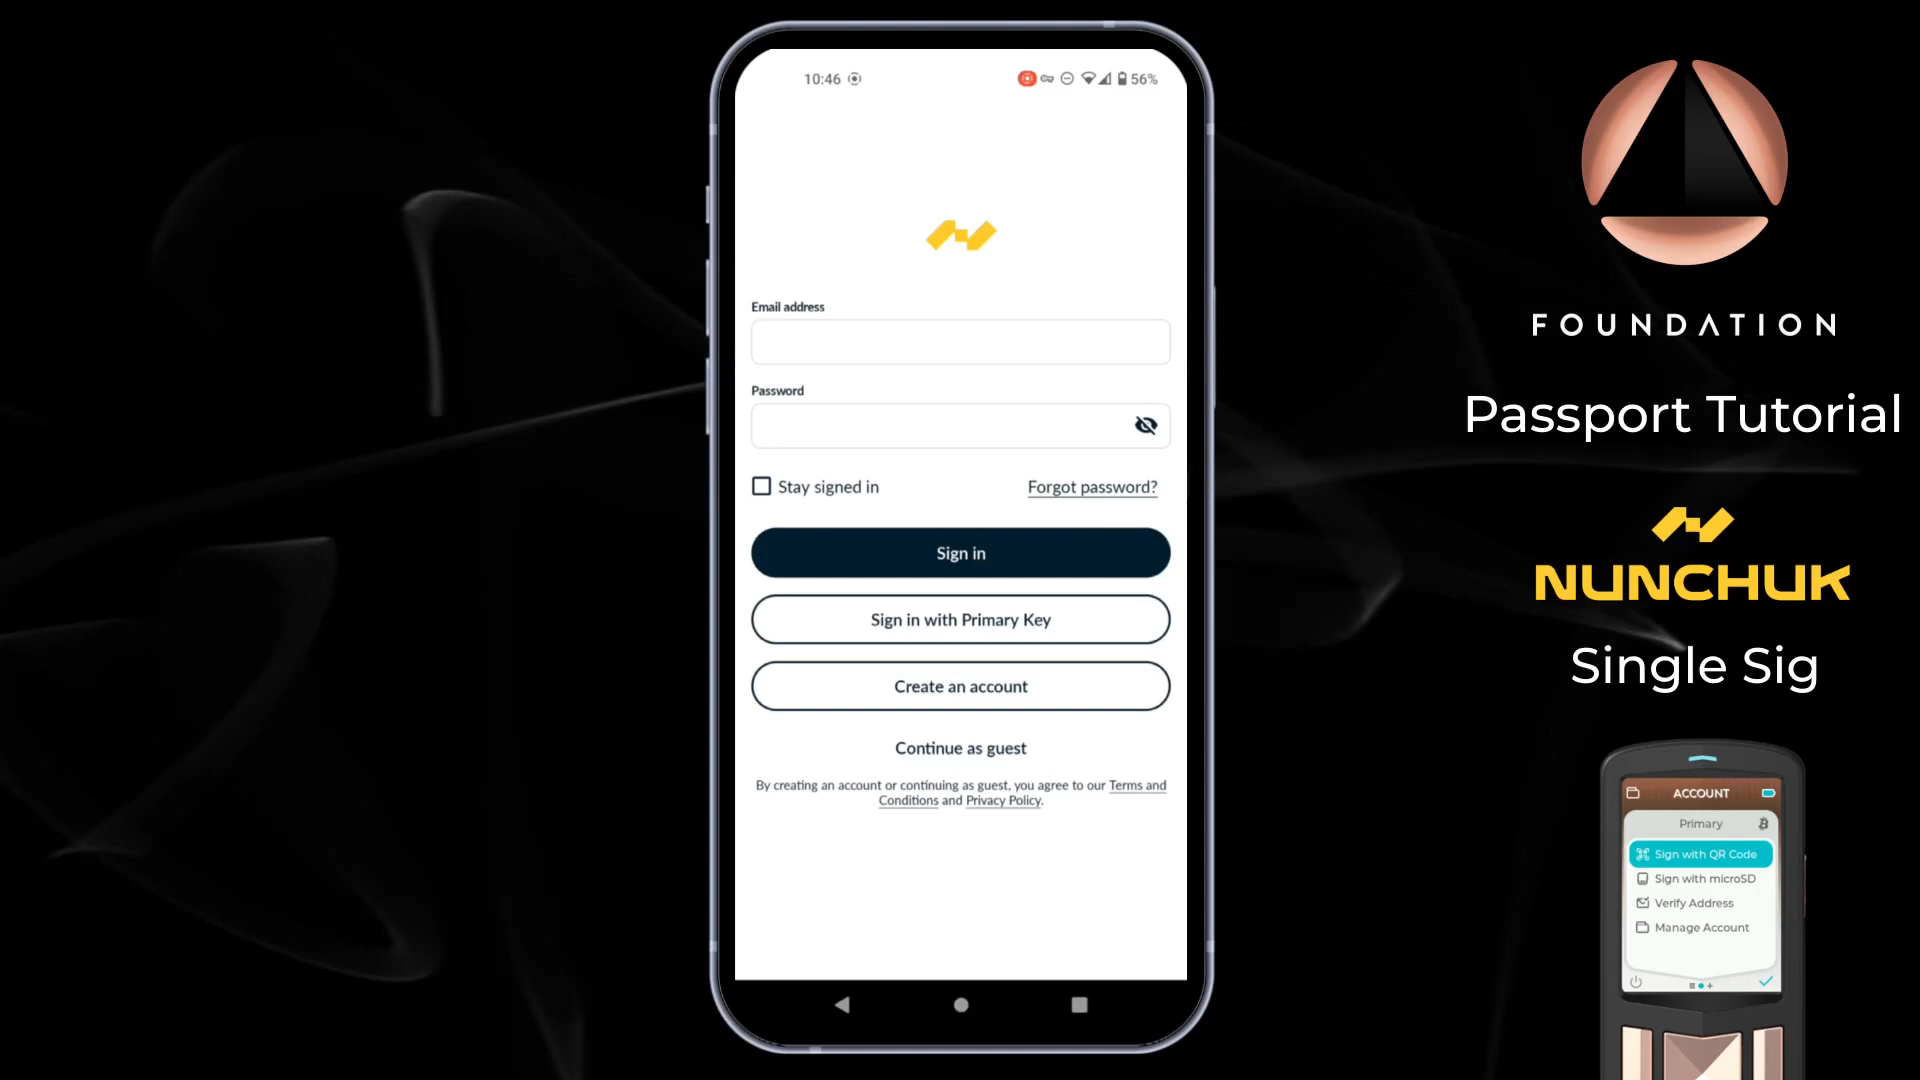 10:46
56%
Email address
Password
Stay signed in
Forgot password?
Sign in
Sign in with Primary Key
Create an account
Continue as guest
By creating an account or continuing as guest, you agree to our Terms and
Conditions and Privacy Policy.
FOUNDATION
Passport Tutorial
NUNCHUK
Single Sig
ACCOUNT
Primary
Sign with QR Code
Sign with microSD
Verify Address
Manage Account